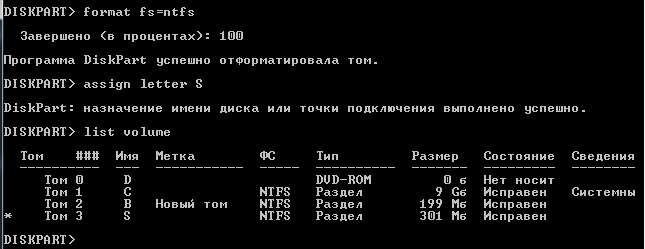 DISKPART> format fs=ntfs
Завершено (в процентах): 100
Программа DiskPart успешно отформатировала том.
DISKPART> assign letter S
DiskPart: назначение имени диска или точки подключения выполнено успешно.
DISKPART> list volume
Том ### Имя Метка ФС Тип Размер Состояние Сведения
---------- --- ----------- ----- ---------- ------- --------- --------
Том 0 D DVD-ROM 0 б Нет носит
Том 1 C NTFS Раздел 9 Gб Исправен Системны
Том 2 B Новый том NTFS Раздел 199 Mб Исправен
* Том 3 S NTFS Раздел 301 Mб Исправен
DISKPART>